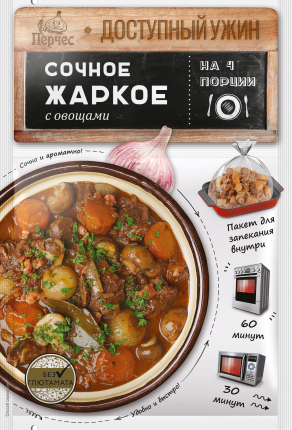 Перчес
• ДОСТУПНЫЙ УЖИН
СОЧНОЕ
ЖАРКОЕ
с овощами
НА 4
ПОРЦИИ
Сочно и ароматно!
Пакет для
запекания
внутри
60
минут
30
минут
Удобно и быстро!
БЕЗ
ГЛЮТАМАТА